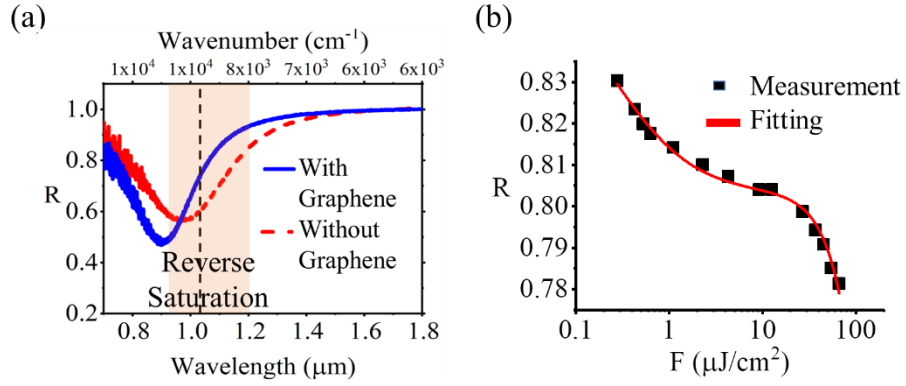 (a)
Wavenumber (cm⁻¹)
1x10⁴ 1x10⁴ 8x10³ 7x10³ 6x10³ 6x10³
R
1.0
0.8
0.6
0.4
0.2
With
Graphene
Without
Graphene
Reverse
Saturation
0.8 1.0 1.2 1.4 1.6 1.8
Wavelength (μm)
(b)
R
0.83
0.82
0.81
0.80
0.79
0.78
Measurement
Fitting
0.1 1 10 100
F (μJ/cm²)